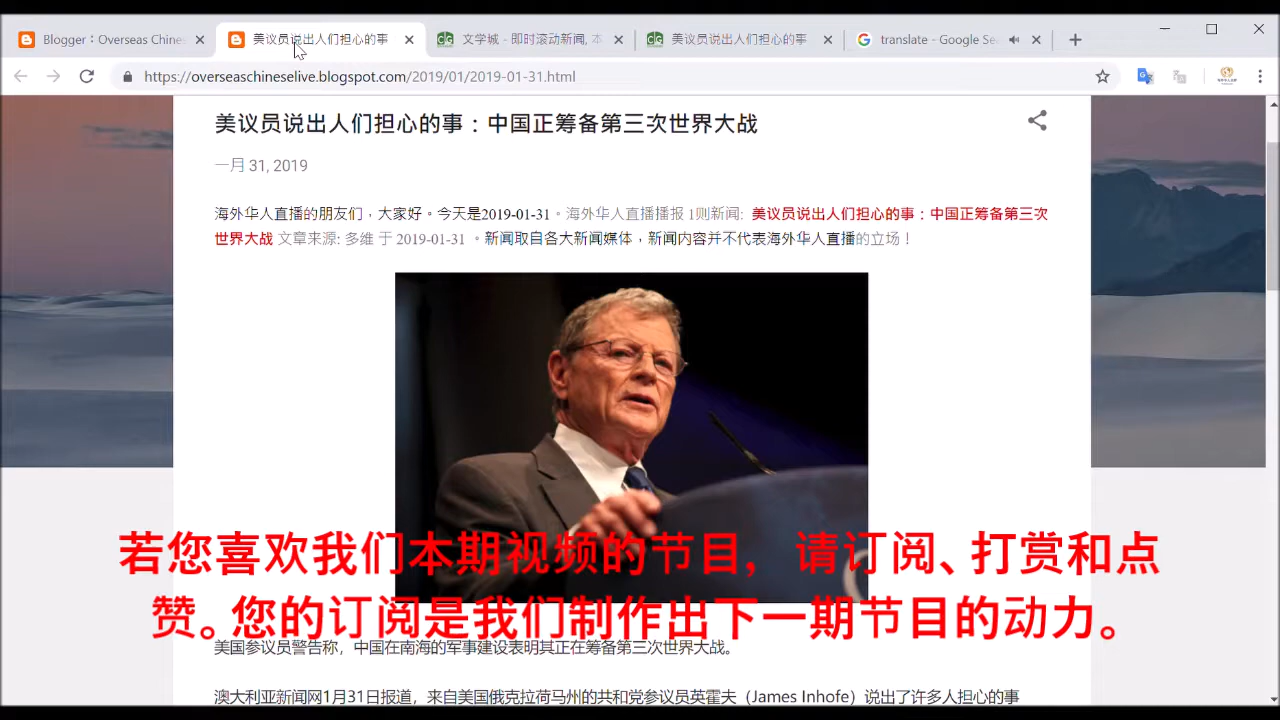 Blogger：Overseas Chines
美议员说出人们担心的事
文学城 - 即时滚动新闻, 本
美议员说出人们担心的事
translate - Google Se
https://overseaschineselive.blogspot.com/2019/01/2019-01-31.html
美议员说出人们担心的事：中国正筹备第三次世界大战
一月 31, 2019
海外华人直播的朋友们，大家好。今天是2019-01-31。海外华人直播播报 1则新闻: 美议员说出人们担心的事：中国正筹备第三次
世界大战 文章来源: 多维 于 2019-01-31 。新闻取自各大新闻媒体，新闻内容并不代表海外华人直播的立场！
若您喜欢我们本期视频的节目， 请订阅、打赏和点
赞。您的订阅是我们制作出下一期节目的动力。
美国参议员警告称，中国在南海的军事建设表明其正在筹备第三次世界大战。
澳大利亚新闻网1月31日报道，来自美国俄克拉荷马州的共和党参议员英霍夫（James Inhofe）说出了许多人担心的事